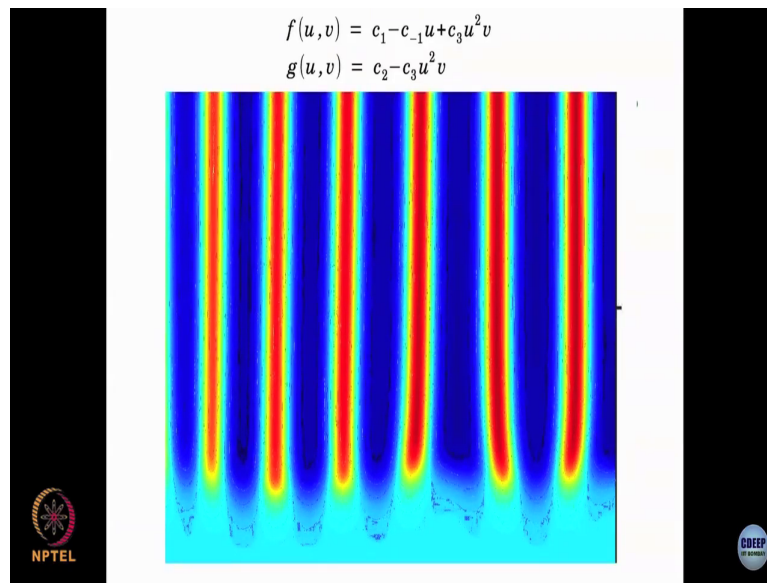 f(u,v) = c₁-c₋₁u+c₃u²v
g(u,v) = c₂-c₃u²v
NPTEL
CDEEP
IIT BOMBAY